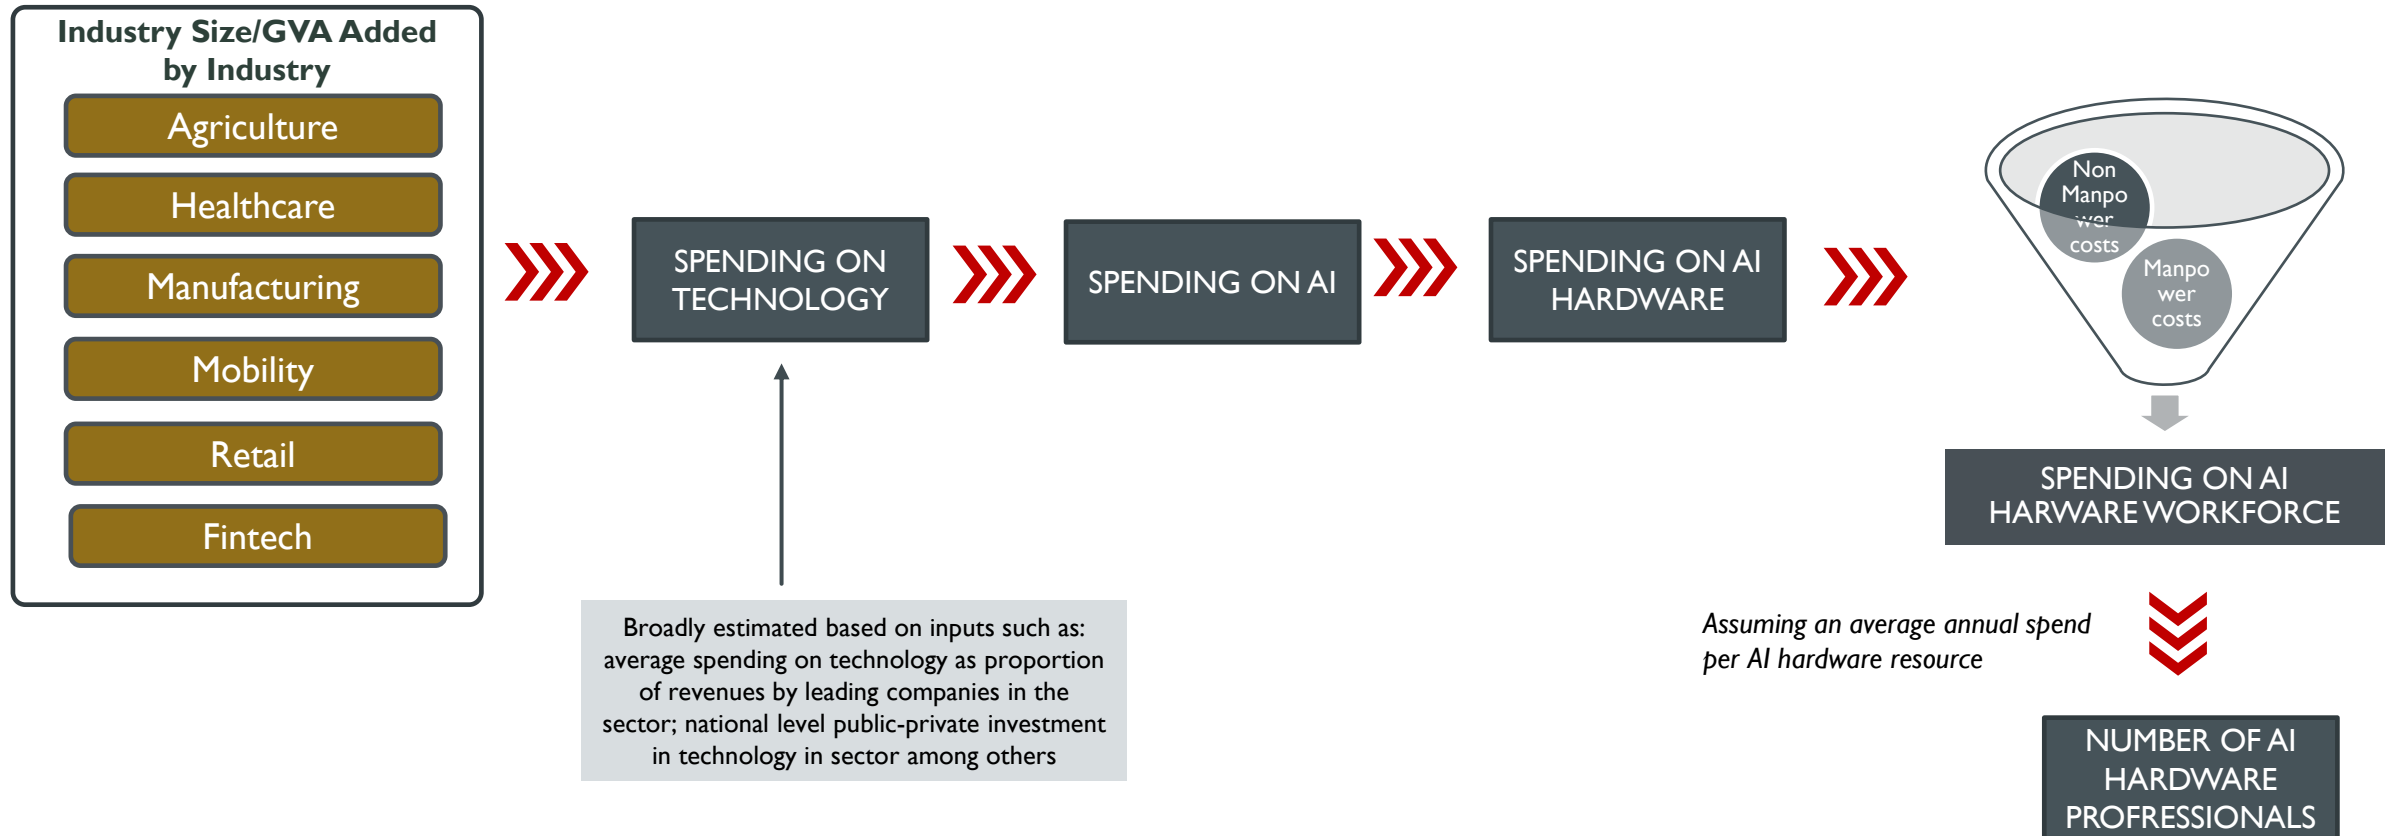 Industry Size/GVA Added
by Industry
Agriculture
Healthcare
Manufacturing
Mobility
Retail
Fintech
SPENDING ON
TECHNOLOGY
SPENDING ON AI
SPENDING ON AI
HARDWARE
Non
Manpo
wer
costs
Manpo
wer
costs
SPENDING ON AI
HARWARE WORKFORCE
Broadly estimated based on inputs such as:
average spending on technology as proportion
of revenues by leading companies in the
sector; national level public-private investment
in technology in sector among others
Assuming an average annual spend
per AI hardware resource
NUMBER OF AI
HARDWARE
PROFRESSIONALS